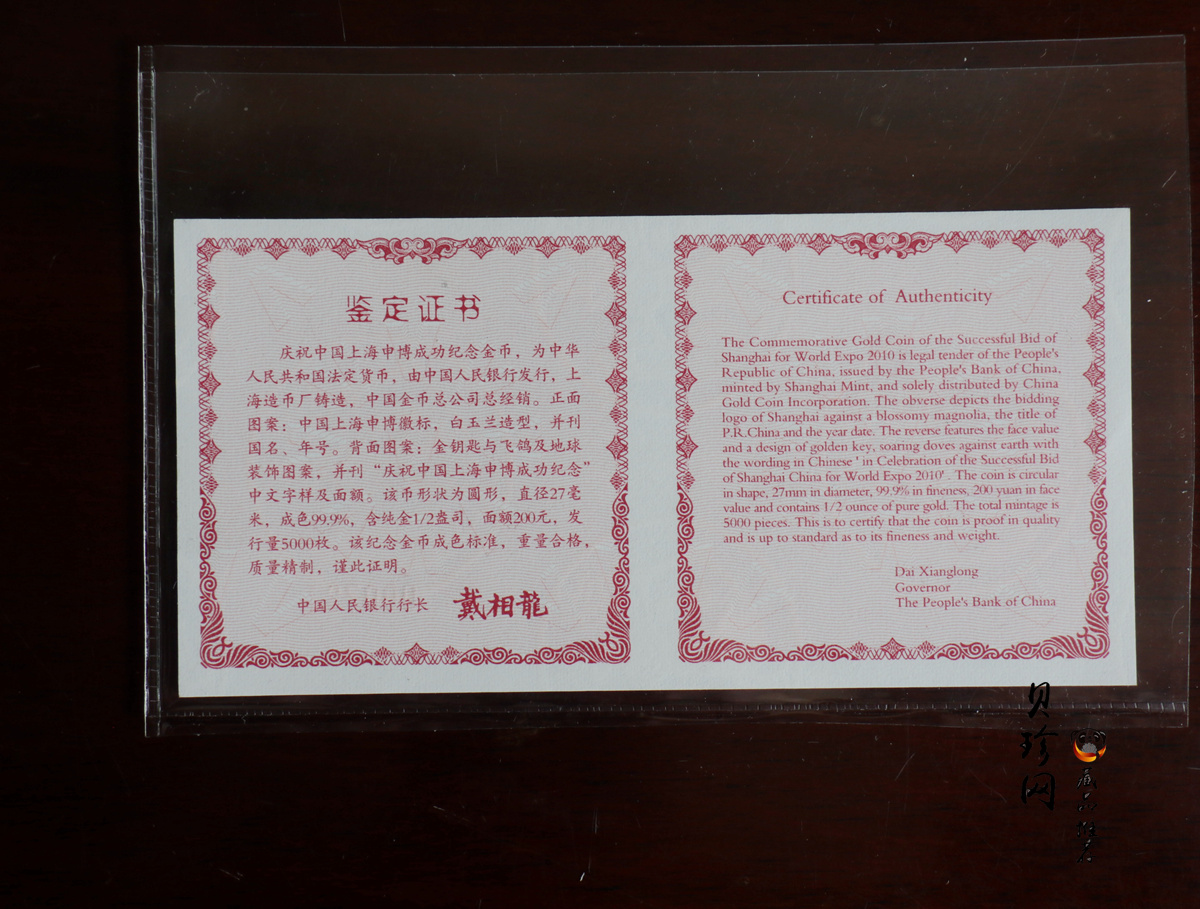 鉴定证书
庆祝中国上海申博成功纪念金币，为中华
人民共和国法定货币，由中国人民银行发行，上
海造币厂铸造，中国金币总公司总经销。正面
图案：中国上海申博徽标，白玉兰造型，并刊
国名、年号。背面图案：金钥匙与飞鸽及地球
装饰图案，并刊“庆祝中国上海申博成功纪念”
中文字样及面额。该币形状为圆形，直径27毫
米，成色99.9%，含纯金1/2盎司，面额200元，发
行量5000枚。该纪念金币成色标准，重量合格，
质量精制，谨此证明。
中国人民银行行长 戴相龍
Certificate of Authenticity
The Commemorative Gold Coin of the Successful Bid of
Shanghai for World Expo 2010 is legal tender of the People's
Republic of China, issued by the People's Bank of China,
minted by Shanghai Mint, and solely distributed by China
Gold Coin Incorporation. The obverse depicts the bidding
logo of Shanghai against a blossomy magnolia, the title of
P.R.China and the year date. The reverse features the face value
and a design of golden key, soaring doves against earth with
the wording in Chinese ' in Celebration of the Successful Bid
of Shanghai China for World Expo 2010' . The coin is circular
in shape, 27mm in diameter, 99.9% in fineness, 200 yuan in face
value and contains 1/2 ounce of pure gold. The total mintage is
5000 pieces. This is to certify that the coin is proof in quality
and is up to standard as to its fineness and weight.
Dai Xianglong
Governor
The People's Bank of China
贝珍网